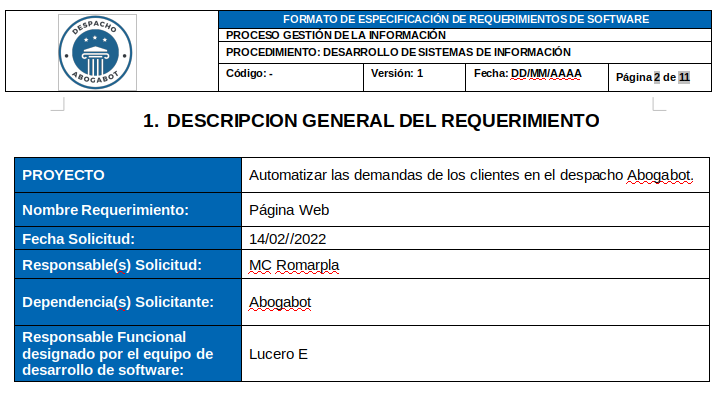 DESPACHO
ABOGABOT
FORMATO DE ESPECIFICACIÓN DE REQUERIMIENTOS DE SOFTWARE
PROCESO GESTIÓN DE LA INFORMACIÓN
PROCEDIMIENTO: DESARROLLO DE SISTEMAS DE INFORMACIÓN
Código: -
Versión: 1
Fecha: DD/MM/AAAA
Página 2 de 11
1. DESCRIPCION GENERAL DEL REQUERIMIENTO
PROYECTO
Automatizar las demandas de los clientes en el despacho Abogabot.
Nombre Requerimiento:
Página Web
Fecha Solicitud:
14/02//2022
Responsable(s) Solicitud:
MC Romarpla
Dependencia(s) Solicitante:
Abogabot
Responsable Funcional
designado por el equipo de
desarrollo de software:
Lucero E